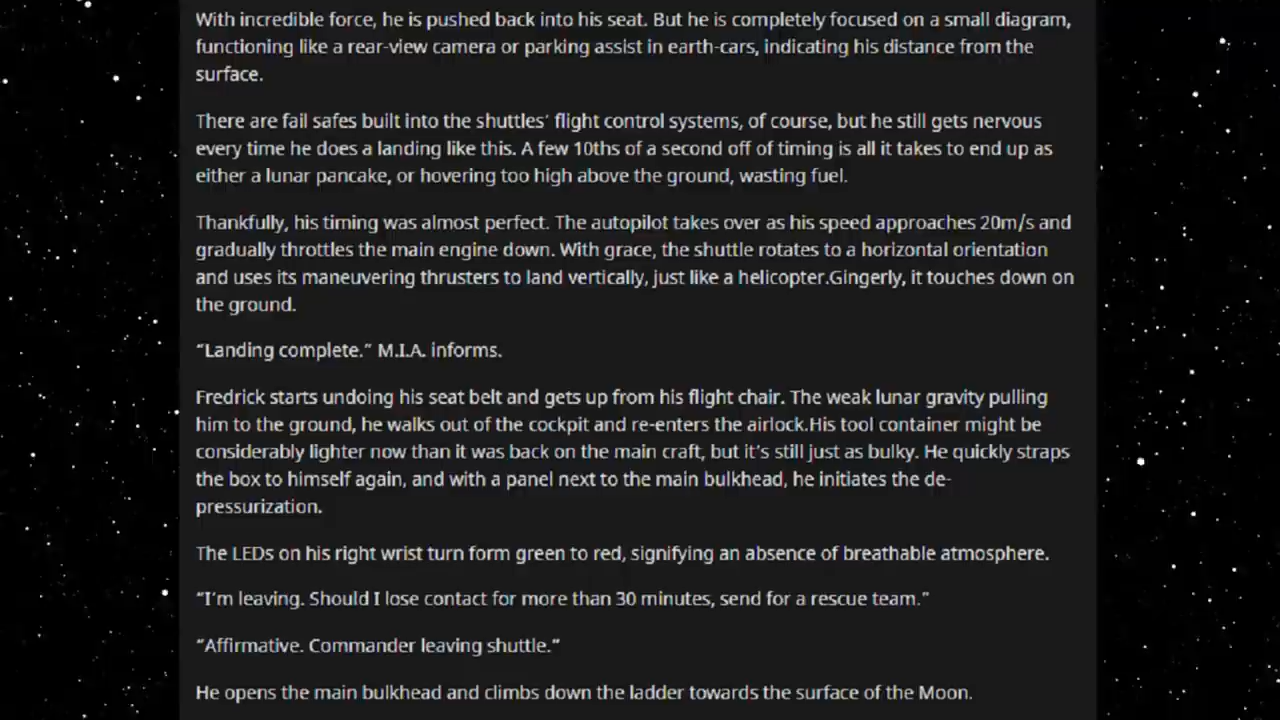 With incredible force, he is pushed back into his seat. But he is completely focused on a small diagram,
functioning like a rear-view camera or parking assist in earth-cars, indicating his distance from the
surface.
There are fail safes built into the shuttles’ flight control systems, of course, but he still gets nervous
every time he does a landing like this. A few 10ths of a second off of timing is all it takes to end up as
either a lunar pancake, or hovering too high above the ground, wasting fuel.
Thankfully, his timing was almost perfect. The autopilot takes over as his speed approaches 20m/s and
gradually throttles the main engine down. With grace, the shuttle rotates to a horizontal orientation
and uses its maneuvering thrusters to land vertically, just like a helicopter.Gingerly, it touches down on
the ground.
“Landing complete.” M.I.A. informs.
Fredrick starts undoing his seat belt and gets up from his flight chair. The weak lunar gravity pulling
him to the ground, he walks out of the cockpit and re-enters the airlock.His tool container might be
considerably lighter now than it was back on the main craft, but it’s still just as bulky. He quickly straps
the box to himself again, and with a panel next to the main bulkhead, he initiates the de-
pressurization.
The LEDs on his right wrist turn form green to red, signifying an absence of breathable atmosphere.
“I’m leaving. Should I lose contact for more than 30 minutes, send for a rescue team.”
“Affirmative. Commander leaving shuttle.”
He opens the main bulkhead and climbs down the ladder towards the surface of the Moon.